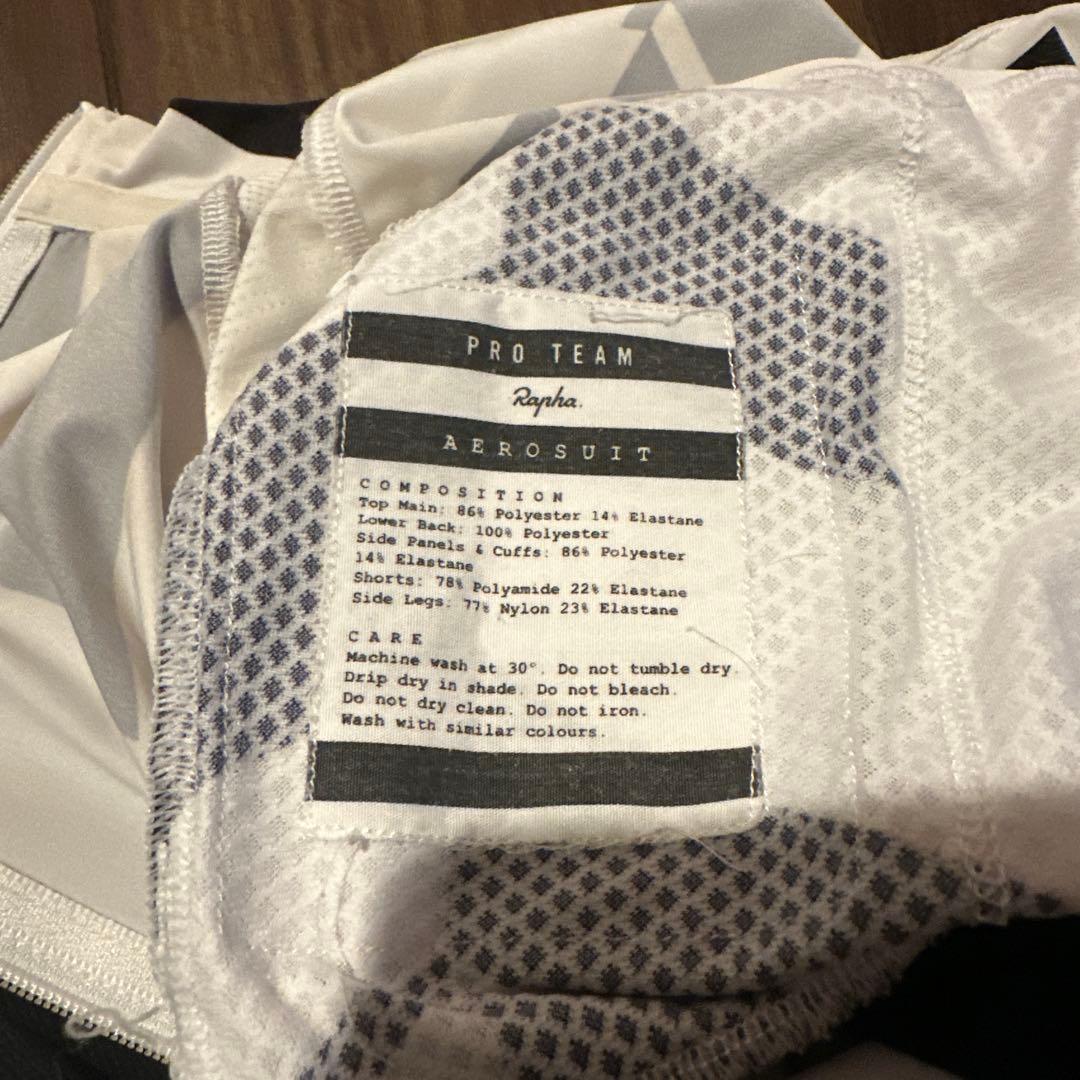 PRO TEAM
Rapha.
AEROSUIT
COMPOSITION
Top Main: 86% Polyester 14% Elastane
Lower Back: 100% Polyester
Side Panels & Cuffs: 86% Polyester
14% Elastane
Shorts: 78% Polyamide 22% Elastane
Side Legs: 77% Nylon 23% Elastane
CARE
Machine wash at 30°. Do not tumble dry.
Drip dry in shade. Do not bleach.
Do not dry clean. Do not iron.
Wash with similar colours.